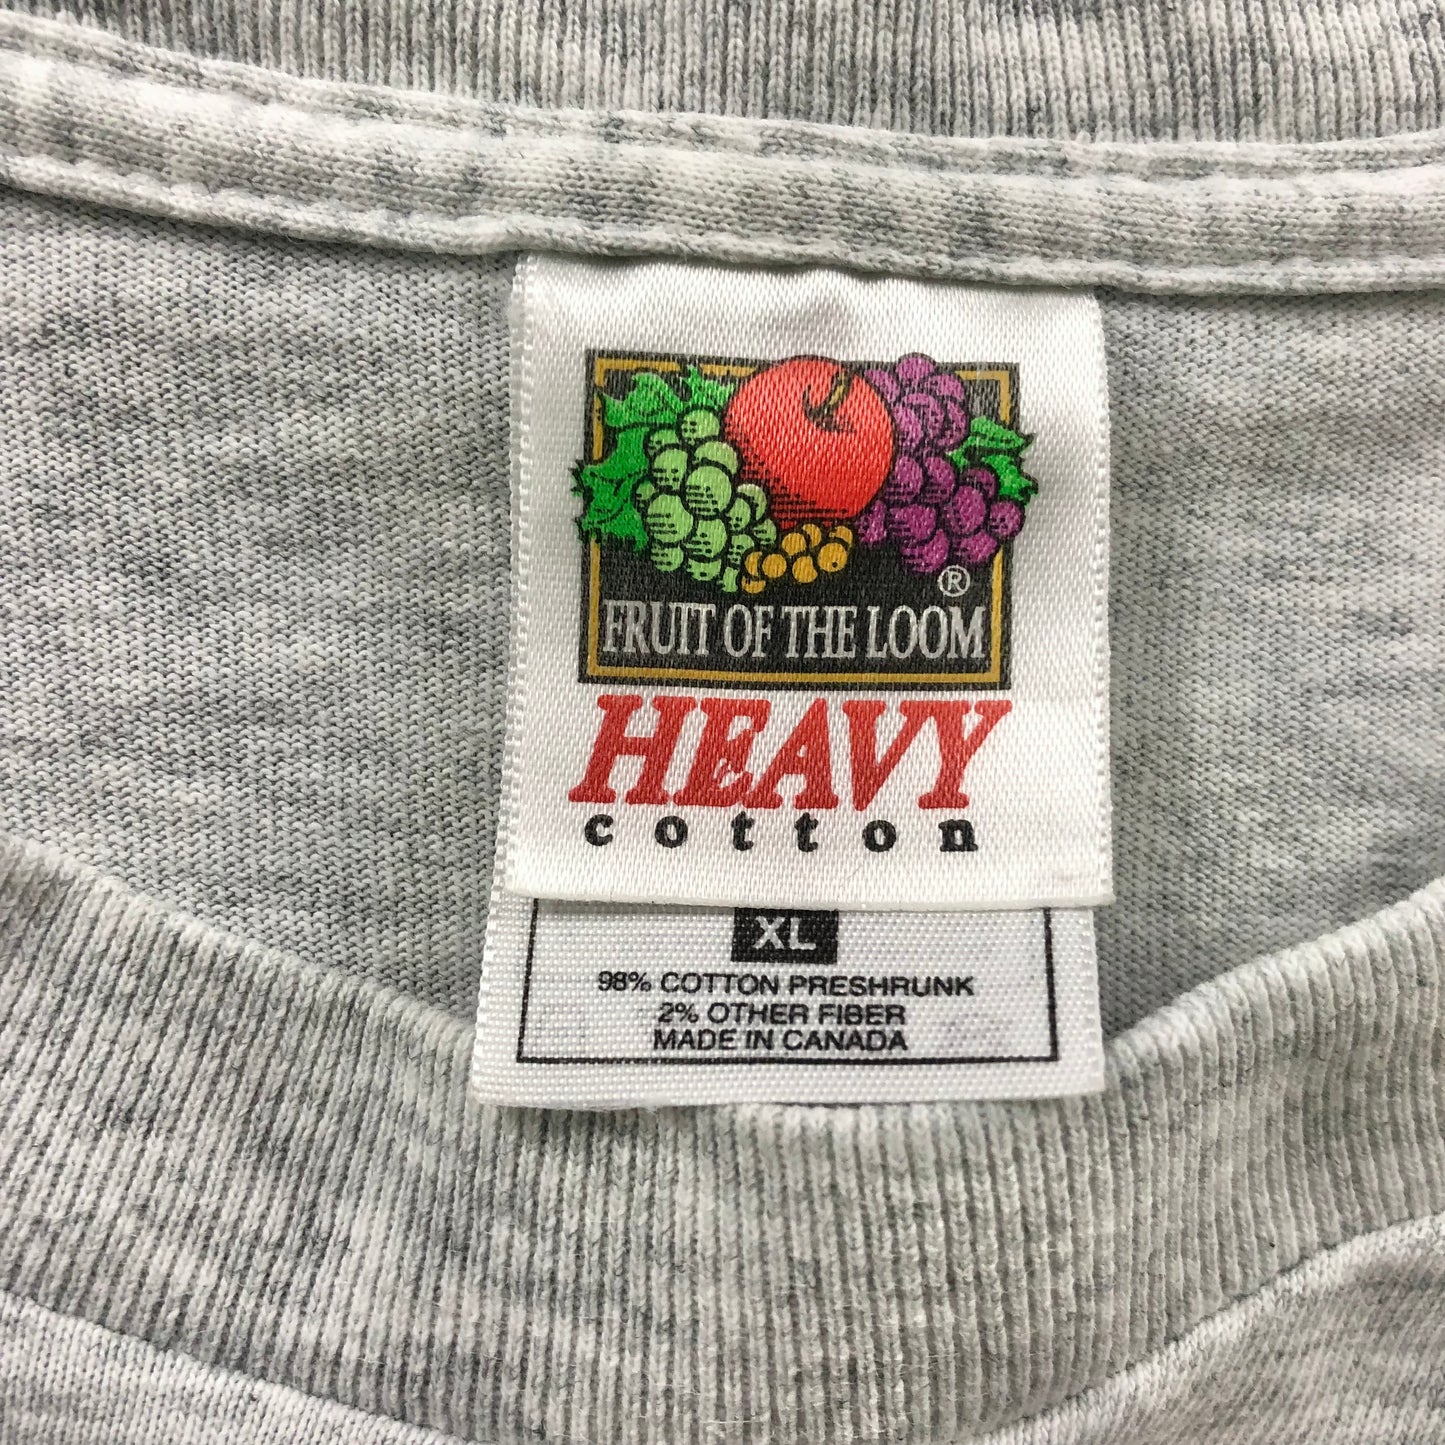 ®
FRUIT OF THE LOOM
HEAVY
cotton
XL
98% COTTON PRESHRUNK
2% OTHER FIBER
MADE IN CANADA